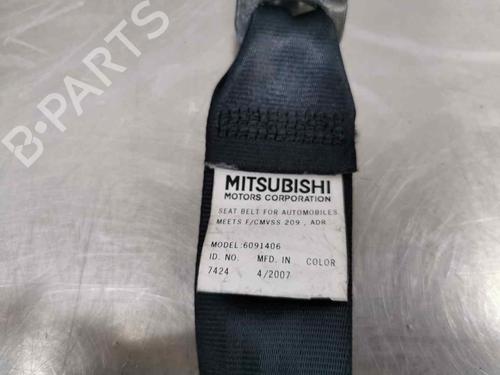 B-PARTS
MITSUBISHI
MOTORS CORPORATION
SEAT BELT FOR AUTOMOBILES
MEETS F/CMVSS 209 , ADR
MODEL:6091406
ID. NO. MFD. IN COLOR
7424 4/2007